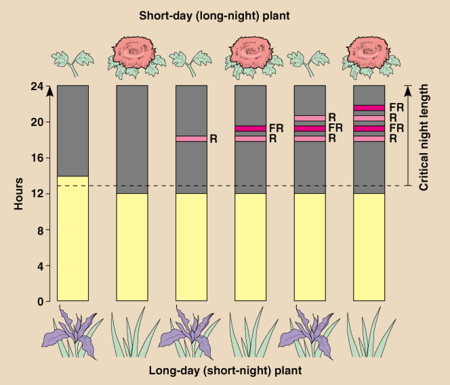 Short-day (long-night) plant
24
20
16
12
8
4
0
Hours
R
FR
R
R
FR
R
FR
R
FR
R
Critical night length
Long-day (short-night) plant